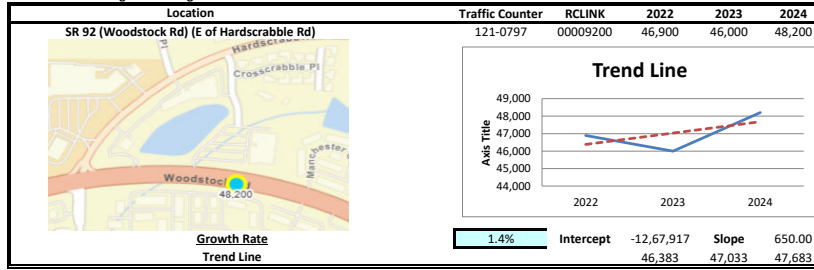 Location Traffic Counter RCLINK 2022 2023 2024
SR 92 (Woodstock Rd) (E of Hardscrabble Rd) 121-0797 00009200 46,900 46,000 48,200
Hardscra
Crosscrabble Pl
Manchester
Woodstoc
48,200
Trend Line
Axis Title
49,000
48,000
47,000
46,000
45,000
44,000
2022 2023 2024
Growth Rate 1.4% Intercept -12,67,917 Slope 650.00
Trend Line 46,383 47,033 47,683